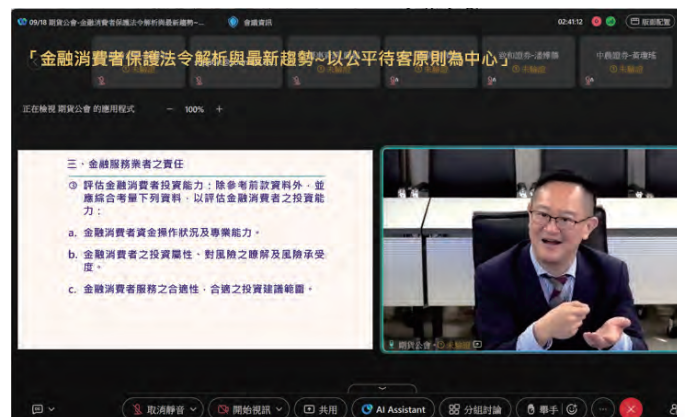 09/18 期貨公會-金融消費者保護法令解析與最新趨勢~...
會議資訊
02:41:12
版面配置
「金融消費者保護法令解析與最新趨勢~以公平待客原則為中心」
正在檢視 期貨公會 的應用程式 － 100% ＋
三、金融服務業者之責任
③ 評估金融消費者投資能力：除參考前款資料外，並
應綜合考量下列資料，以評估金融消費者之投資能
力：
a. 金融消費者資金操作狀況及專業能力。
b. 金融消費者之投資屬性、對風險之瞭解及風險承受
度。
c. 金融消費者服務之合適性，合適之投資建議範圍。
期貨公會
取消靜音
開始視訊
共用
AI Assistant
分組討論
舉手